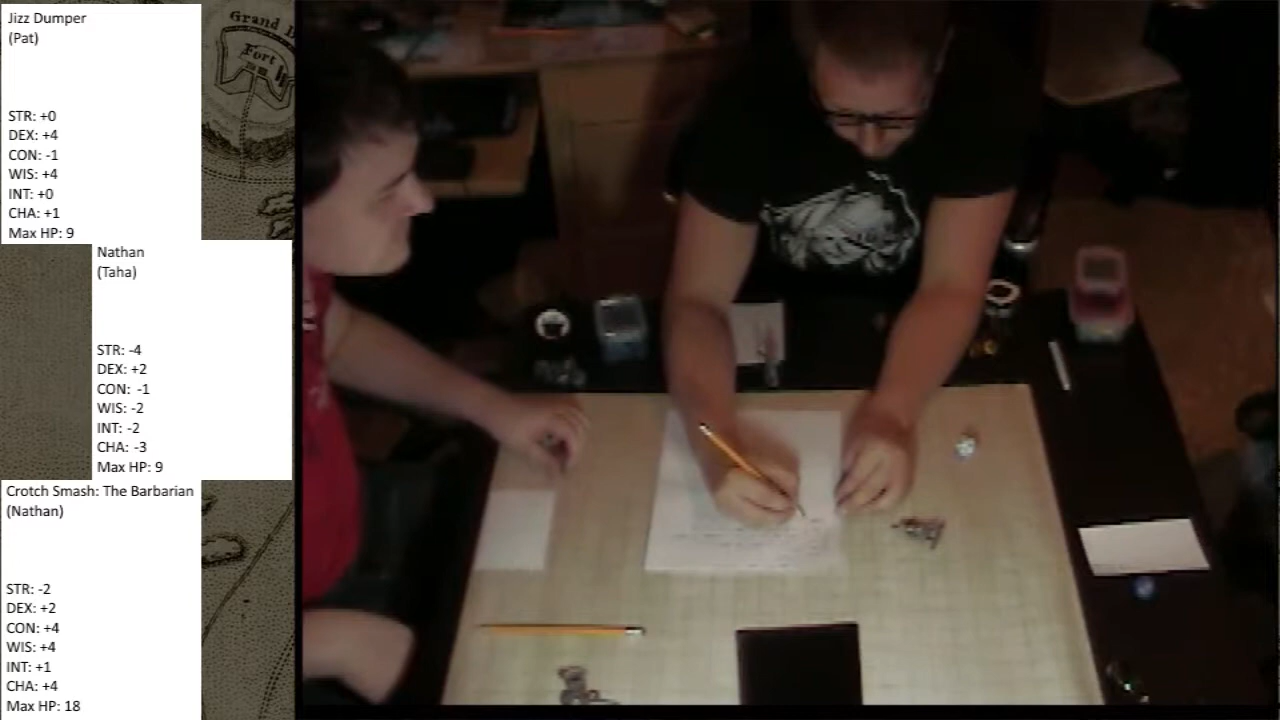 Jizz Dumper
(Pat)
STR: +0
DEX: +4
CON: -1
WIS: +4
INT: +0
CHA: +1
Max HP: 9
Grand
Fort
Nathan
(Taha)
STR: -4
DEX: +2
CON: -1
WIS: -2
INT: -2
CHA: -3
Max HP: 9
Crotch Smash: The Barbarian
(Nathan)
STR: -2
DEX: +2
CON: +4
WIS: +4
INT: +1
CHA: +4
Max HP: 18